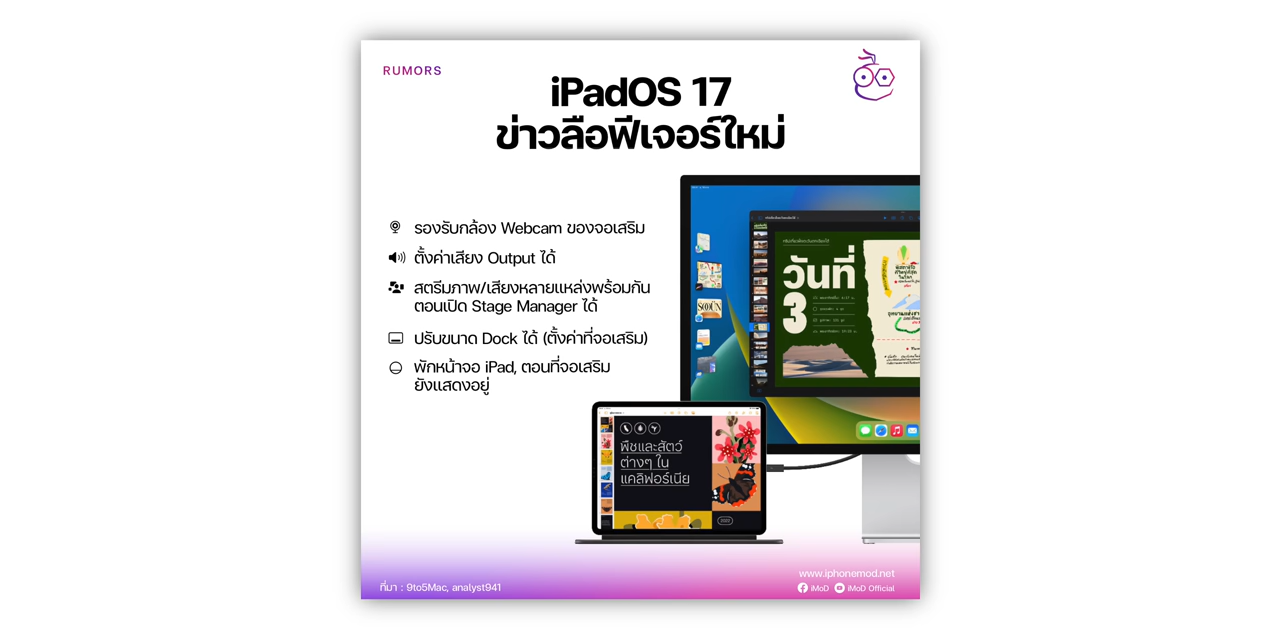 RUMORS
iPadOS 17
ข่าวลือฟีเจอร์ใหม่
รองรับกล้อง Webcam ของจอเสริม
ตั้งค่าเสียง Output ได้
สตรีมภาพ/เสียงหลายแหล่งพร้อมกัน
ตอนเปิด Stage Manager ได้
ปรับขนาด Dock ได้ (ตั้งค่าที่จอเสริม)
พักหน้าจอ iPad, ตอนที่จอเสริม
ยังแสดงอยู่
วันที่
3
พืชและสัตว์
ต่างๆ ใน
แคลิฟอร์เนีย
2022
ที่มา : 9to5Mac, analyst941
www.iphonemod.net
iMoD iMoD Official